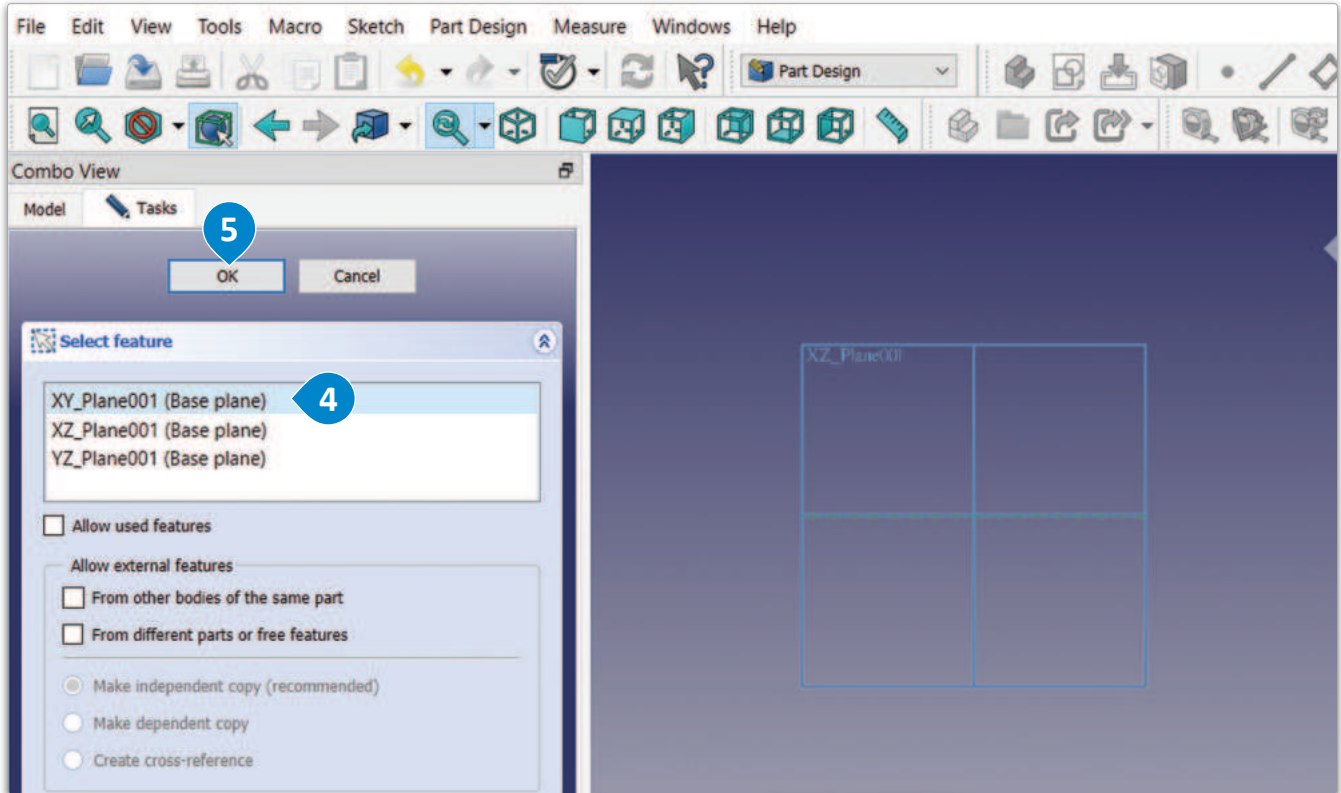 File Edit View Tools Macro Sketch Part Design Measure Windows Help
Part Design
Combo View
Model Tasks
5
OK Cancel
Select feature
XY_Plane001 (Base plane) 4
XZ_Plane001 (Base plane)
YZ_Plane001 (Base plane)
Allow used features
Allow external features
From other bodies of the same part
From different parts or free features
Make independent copy (recommended)
Make dependent copy
Create cross-reference
XZ_Plane001